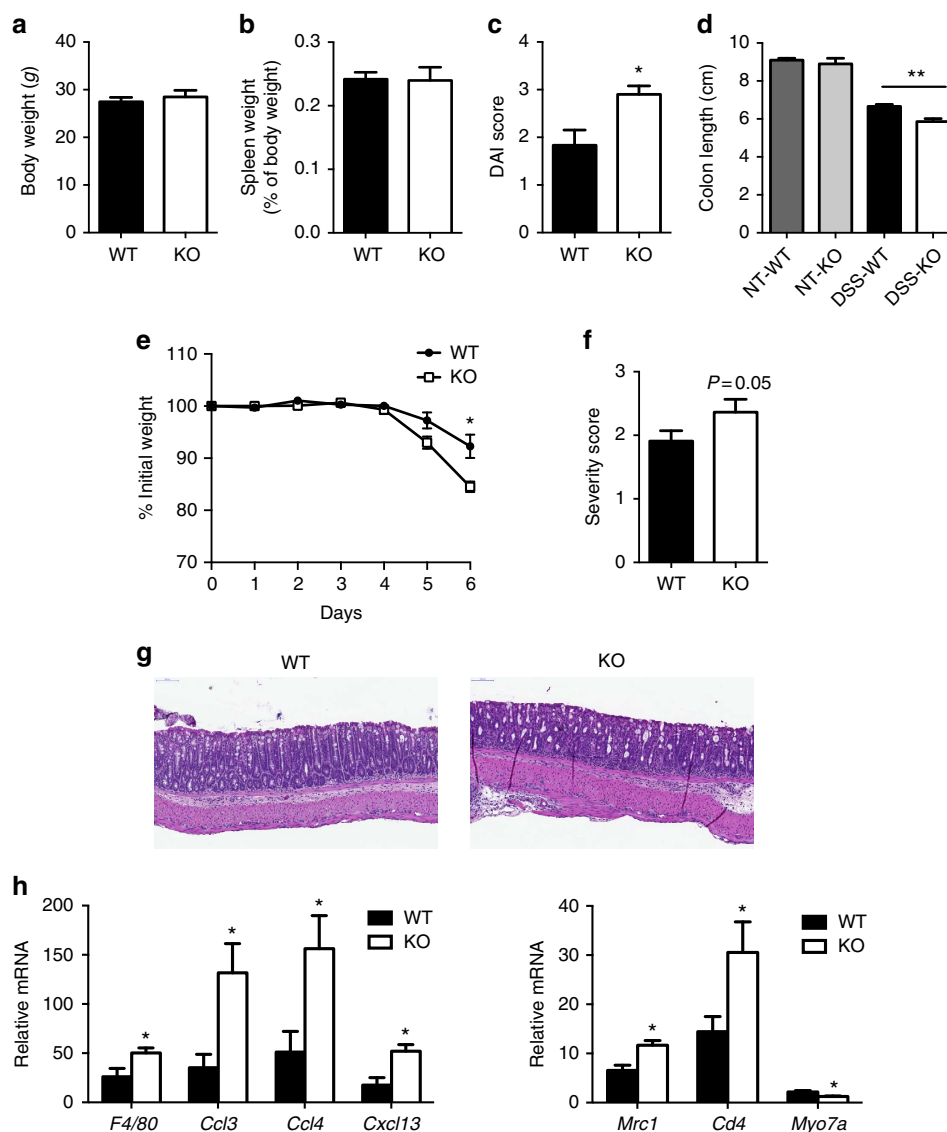 a
Body weight (g)
40
30
20
10
0
WT
KO
b
Spleen weight
(% of body weight)
0.3
0.2
0.1
0.0
WT
KO
c
DAI score
4
3
2
1
0
*
WT
KO
d
Colon length (cm)
10
8
6
4
2
0
**
NT-WT
NT-KO
DSS-WT
DSS-KO
e
% Initial weight
110
100
90
80
70
WT
KO
*
0 1 2 3 4 5 6
Days
f
Severity score
3
2
1
0
P = 0.05
WT
KO
g
WT
KO
h
Relative mRNA
200
150
100
50
0
WT
KO
* * * *
F4/80 Ccl3 Ccl4 Cxcl13
Relative mRNA
40
30
20
10
0
WT
KO
* * *
Mrc1 Cd4 Myo7a